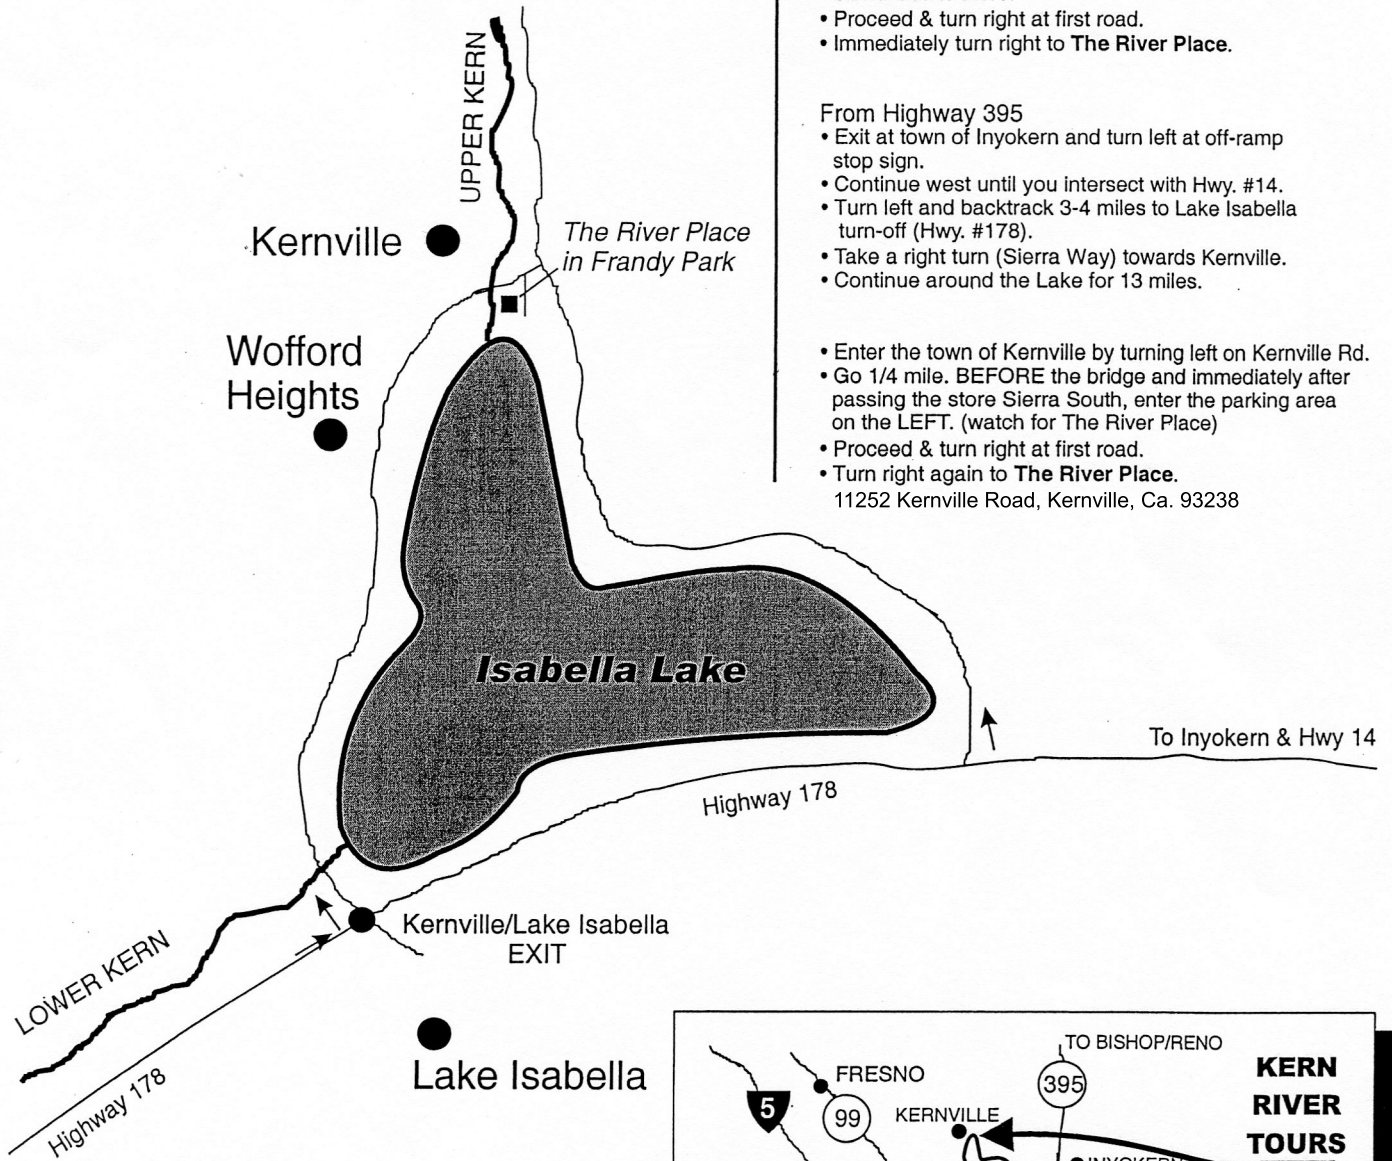 • Proceed & turn right at first road.
• Immediately turn right to The River Place.
From Highway 395
• Exit at town of Inyokern and turn left at off-ramp
stop sign.
• Continue west until you intersect with Hwy. #14.
• Turn left and backtrack 3-4 miles to Lake Isabella
turn-off (Hwy. #178).
• Take a right turn (Sierra Way) towards Kernville.
• Continue around the Lake for 13 miles.
• Enter the town of Kernville by turning left on Kernville Rd.
• Go 1/4 mile. BEFORE the bridge and immediately after
passing the store Sierra South, enter the parking area
on the LEFT. (watch for The River Place)
• Proceed & turn right at first road.
• Turn right again to The River Place.
11252 Kernville Road, Kernville, Ca. 93238
UPPER KERN
Kernville
The River Place
in Frandy Park
Wofford
Heights
Isabella Lake
To Inyokern & Hwy 14
Highway 178
Kernville/Lake Isabella
EXIT
LOWER KERN
Highway 178
Lake Isabella
TO BISHOP/RENO
FRESNO
395
5
99
KERNVILLE
INYOKERN
KERN
RIVER
TOURS